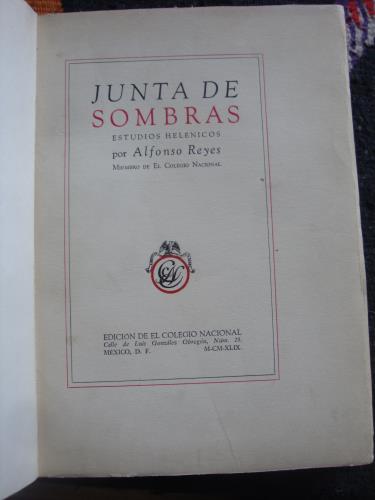 JUNTA DE
SOMBRAS
ESTUDIOS HELENICOS
por Alfonso Reyes
MIEMBRO DE EL COLEGIO NACIONAL
EDICION DE EL COLEGIO NACIONAL
Calle de Luis González Obregón, Núm. 23.
MEXICO, D. F. M-CM-XLIX.